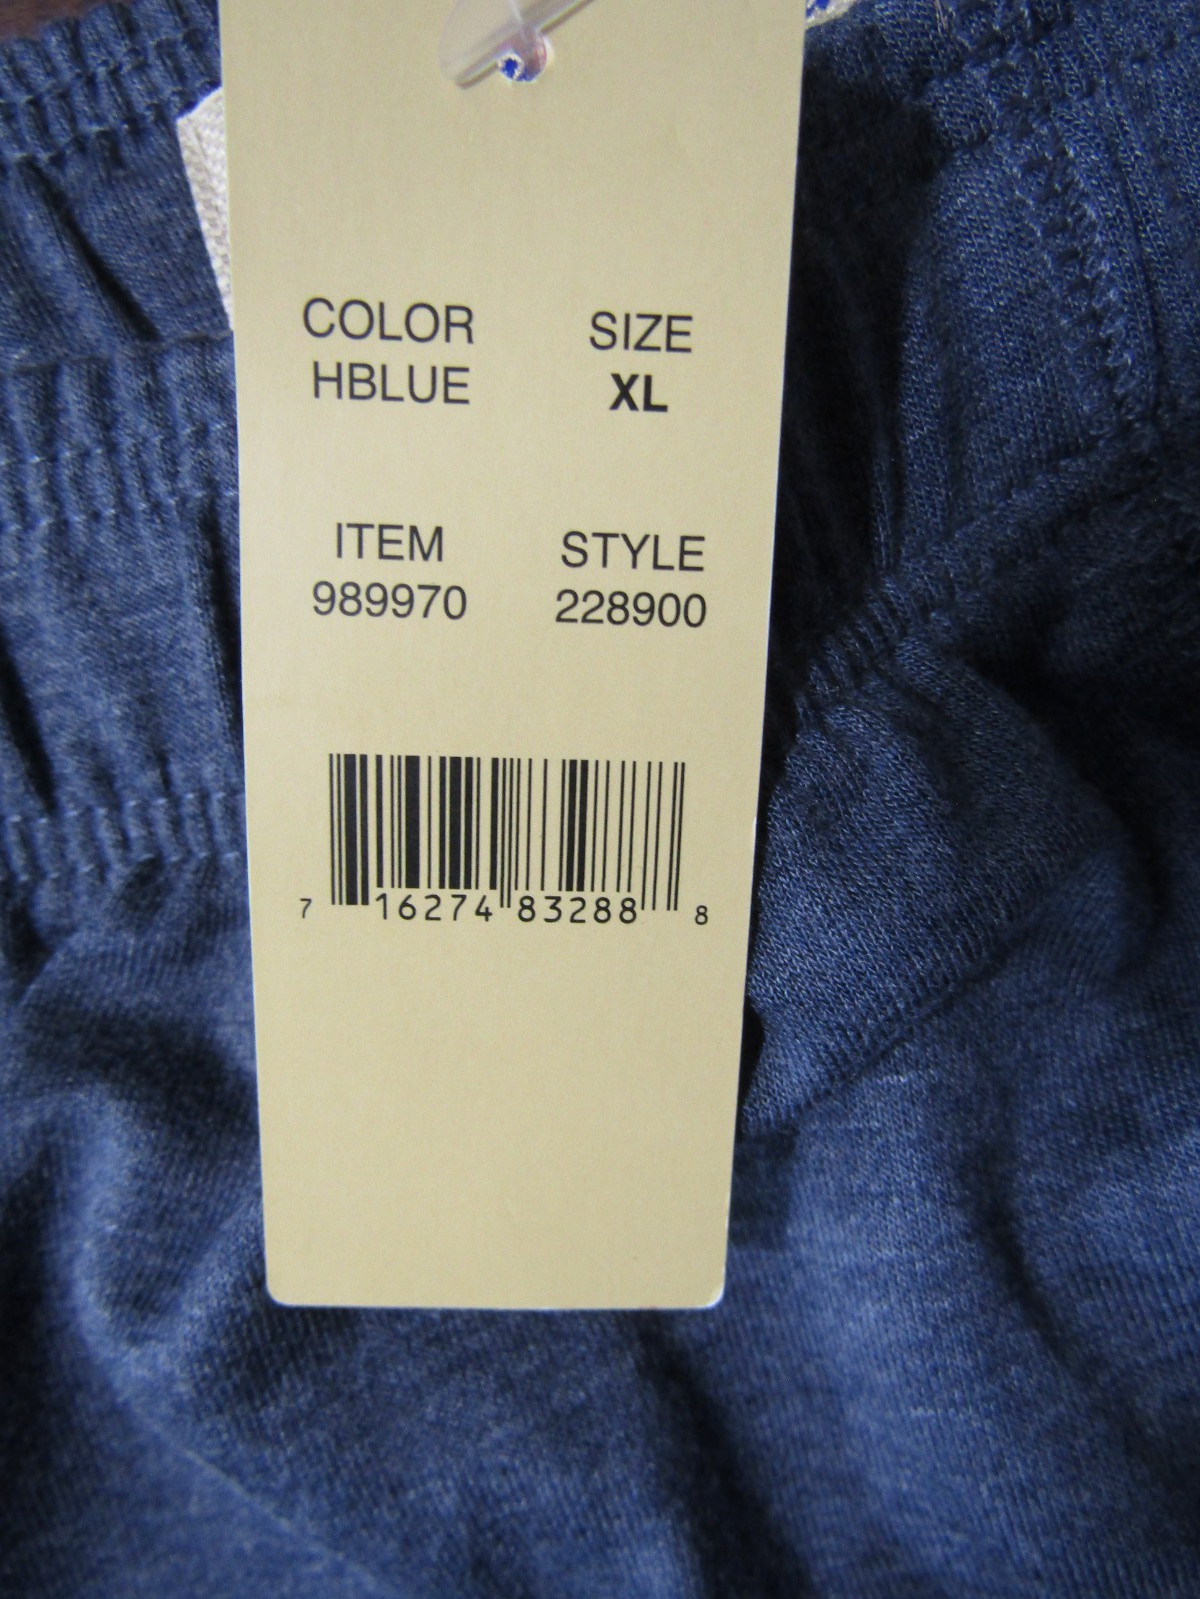 COLOR SIZE
HBLUE XL
ITEM STYLE
989970 228900
7 16274 83288 8